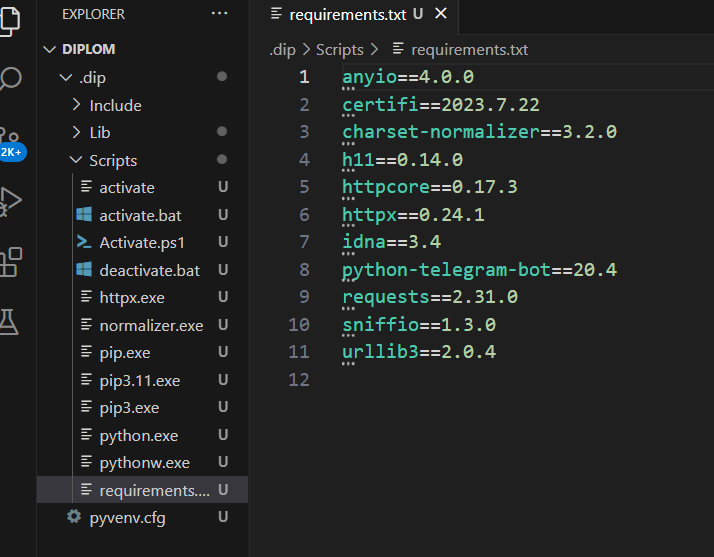 EXPLORER ...
DIPLOM
.dip
Include
Lib
Scripts
activate U
activate.bat U
Activate.ps1 U
deactivate.bat U
httpx.exe U
normalizer.exe U
pip.exe U
pip3.11.exe U
pip3.exe U
python.exe U
pythonw.exe U
requirements.... U
pyvenv.cfg U
2K+
requirements.txt U
.dip > Scripts > requirements.txt
1 anyio==4.0.0
2 certifi==2023.7.22
3 charset-normalizer==3.2.0
4 h11==0.14.0
5 httpcore==0.17.3
6 httpx==0.24.1
7 idna==3.4
8 python-telegram-bot==20.4
9 requests==2.31.0
10 sniffio==1.3.0
11 urllib3==2.0.4
12